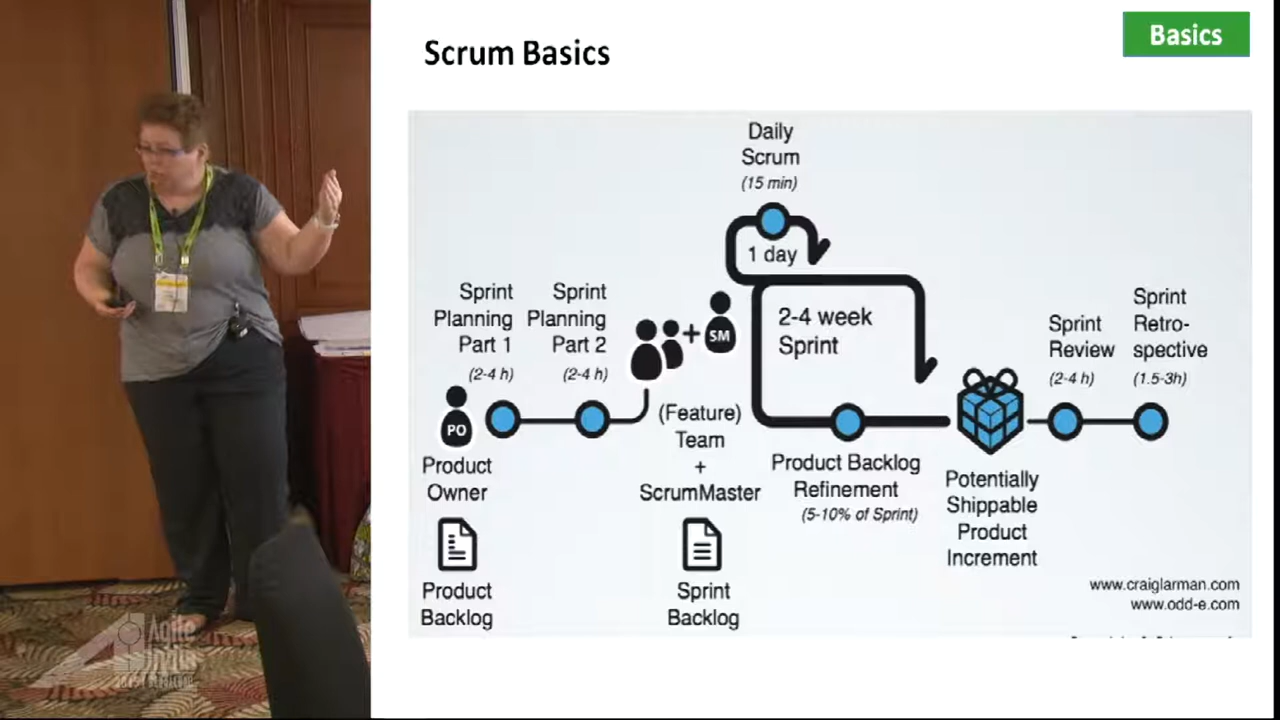 Scrum Basics
Basics
Daily
Scrum
(15 min)
1 day
Sprint
Planning
Part 1
(2-4 h)
Sprint
Planning
Part 2
(2-4 h)
+
SM
2-4 week
Sprint
Sprint
Review
(2-4 h)
Sprint
Retro-
spective
(1.5-3h)
PO
Product
Owner
(Feature)
Team
+
ScrumMaster
Product Backlog
Refinement
(5-10% of Sprint)
Potentially
Shippable
Product
Increment
Product
Backlog
Sprint
Backlog
www.craiglarman.com
www.odd-e.com
Agile